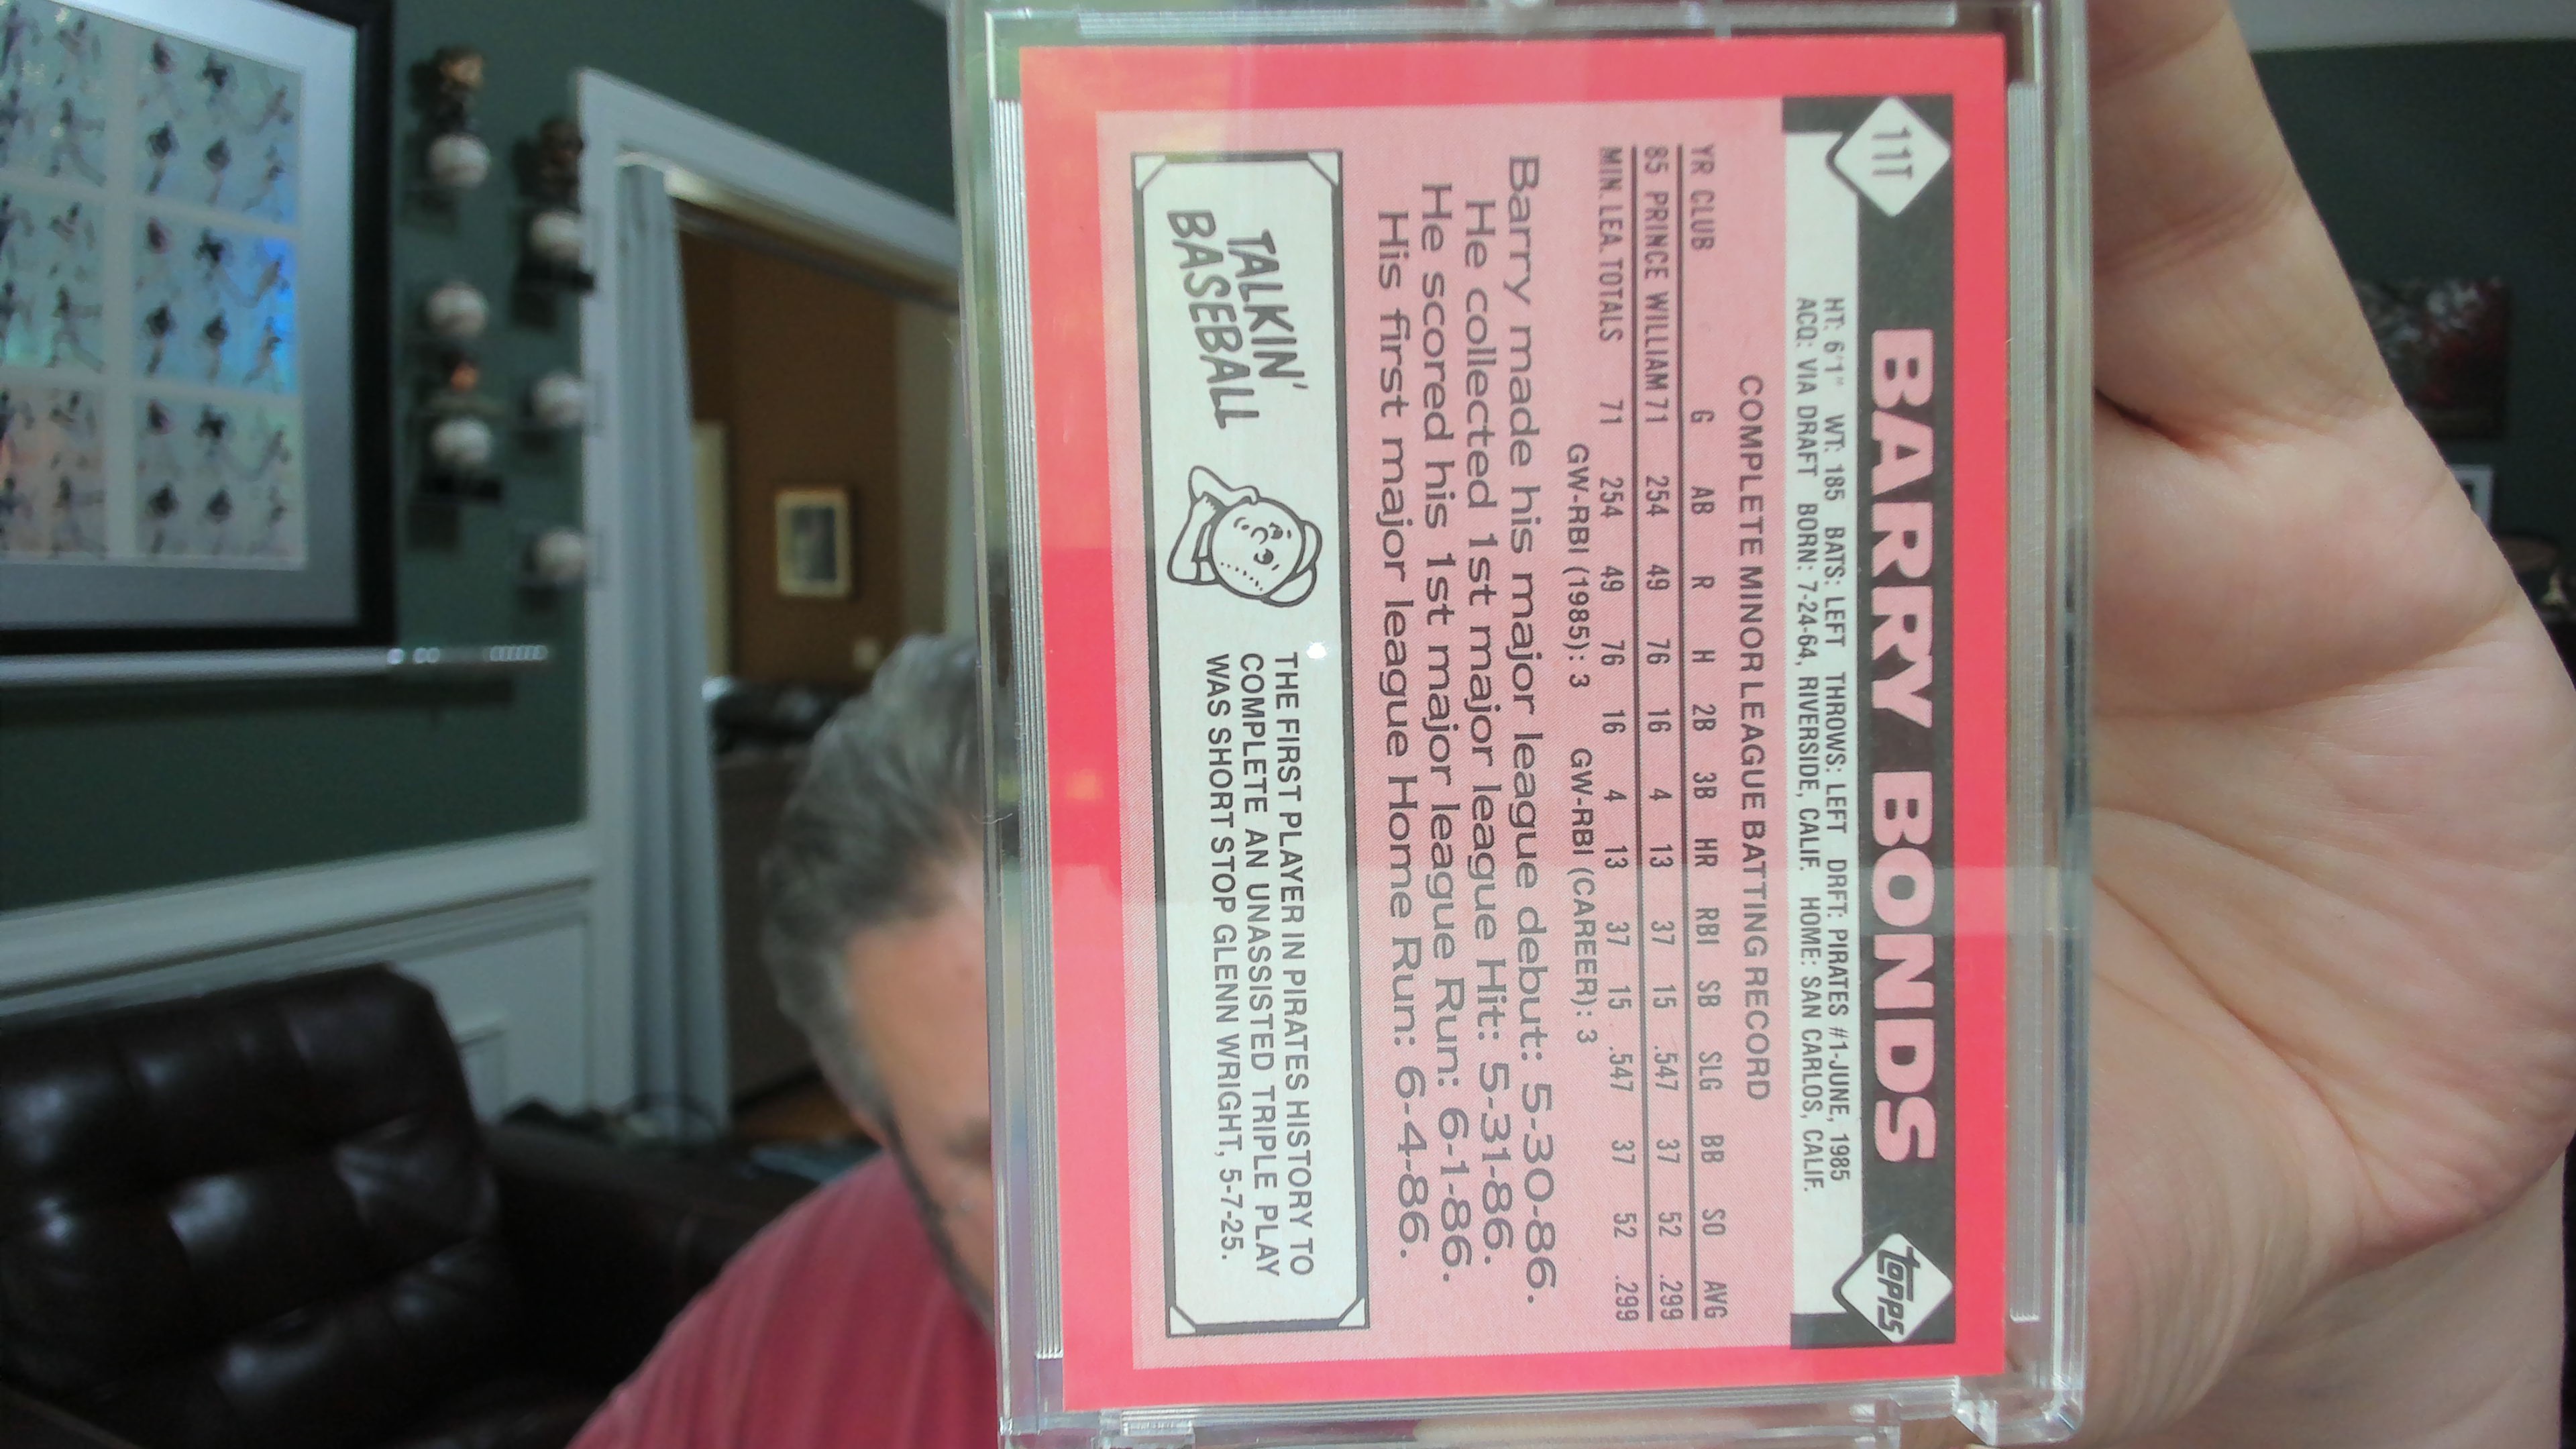 11T
BARRY BONDS
topps
HT: 6'1" WT: 185 BATS: LEFT THROWS: LEFT DRFT: PIRATES #1-JUNE, 1985
ACQ: VIA DRAFT BORN: 7-24-64, RIVERSIDE, CALIF. HOME: SAN CARLOS, CALIF.
COMPLETE MINOR LEAGUE BATTING RECORD
YR CLUB G AB R H 2B 3B HR RBI SB SLG BB SO AVG
85 PRINCE WILLIAM 71 254 49 76 16 4 13 37 15 .547 37 52 .299
MIN. LEA. TOTALS 71 254 49 76 16 4 13 37 15 .547 37 52 .299
GW-RBI (1985): 3 GW-RBI (CAREER): 3
Barry made his major league debut: 5-30-86.
He collected 1st major league Hit: 5-31-86.
He scored his 1st major league Run: 6-1-86.
His first major league Home Run: 6-4-86.
TALKIN'
BASEBALL
THE FIRST PLAYER IN PIRATES HISTORY TO
COMPLETE AN UNASSISTED TRIPLE PLAY
WAS SHORT STOP GLENN WRIGHT, 5-7-25.